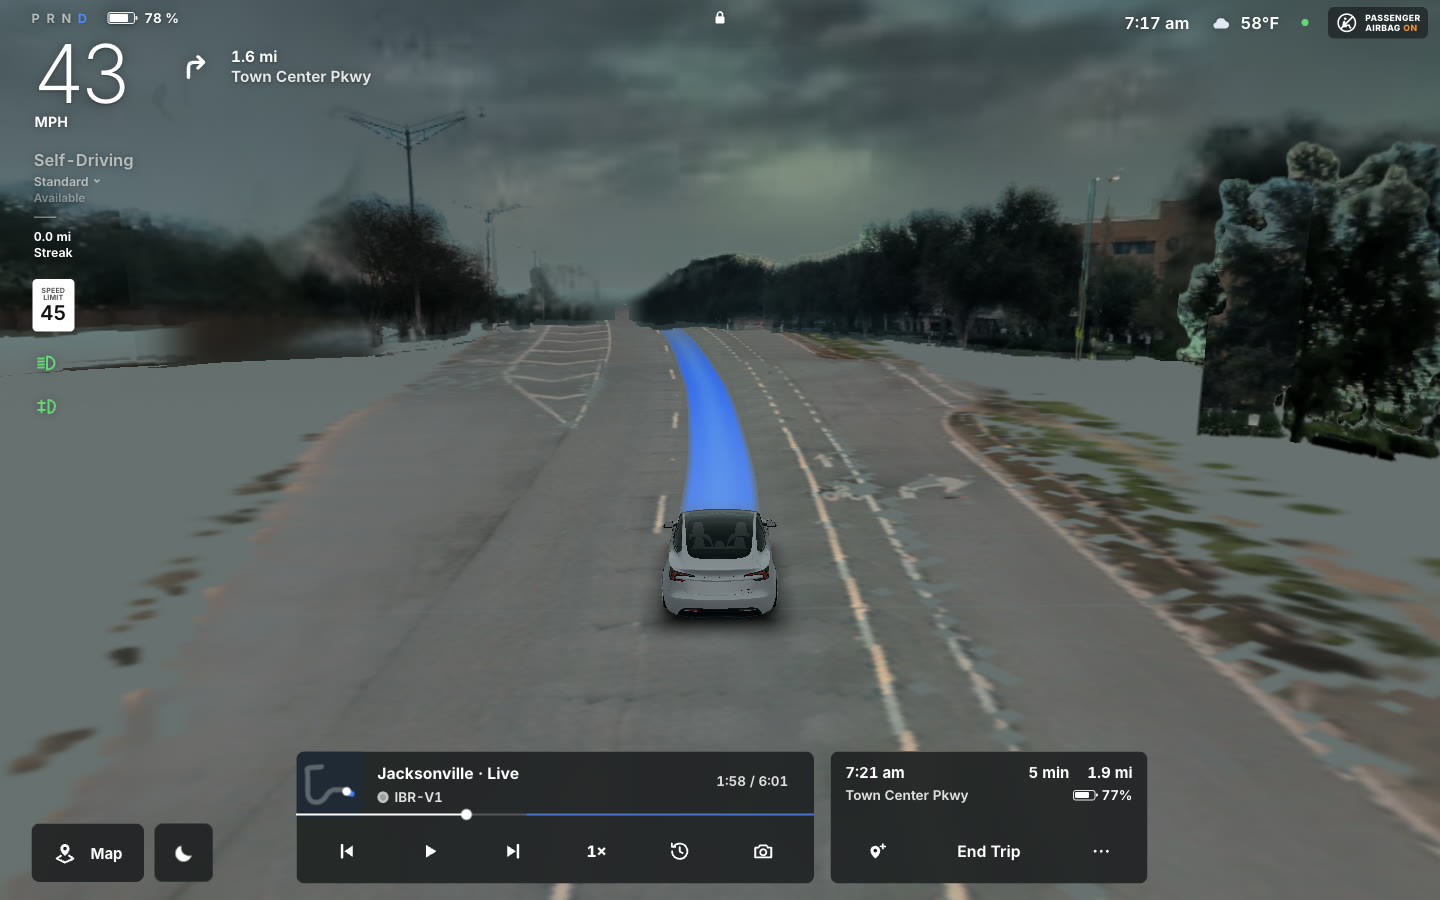 P R N D
78 %
7:17 am
58°F
PASSENGER
AIRBAG ON
43
MPH
1.6 mi
Town Center Pkwy
Self-Driving
Standard
Available
0.0 mi
Streak
SPEED
LIMIT
45
Jacksonville · Live
IBR-V1
1:58 / 6:01
1×
7:21 am
5 min
1.9 mi
Town Center Pkwy
77%
End Trip
Map